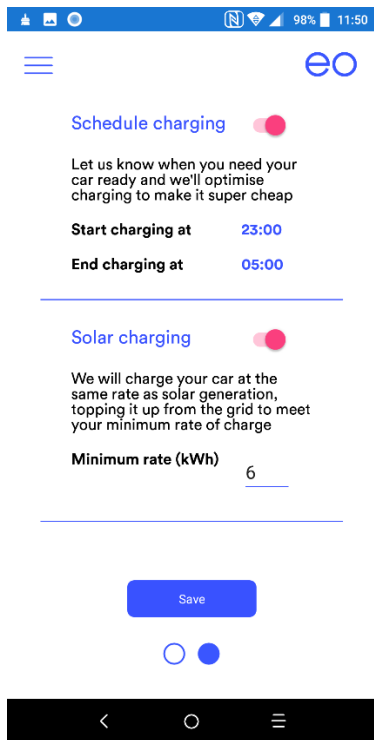 98% 11:50
eo
Schedule charging
Let us know when you need your
car ready and we'll optimise
charging to make it super cheap
Start charging at 23:00
End charging at 05:00
Solar charging
We will charge your car at the
same rate as solar generation,
topping it up from the grid to meet
your minimum rate of charge
Minimum rate (kWh)
6
Save